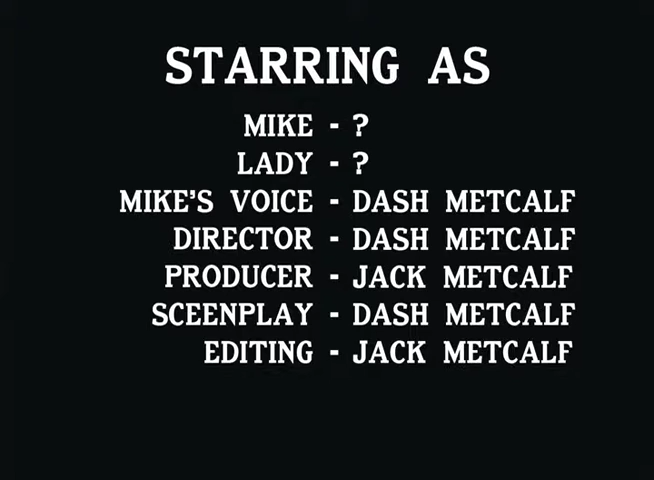 STARRING AS
MIKE - ?
LADY - ?
MIKE'S VOICE - DASH METCALF
DIRECTOR - DASH METCALF
PRODUCER - JACK METCALF
SCEENPLAY - DASH METCALF
EDITING - JACK METCALF